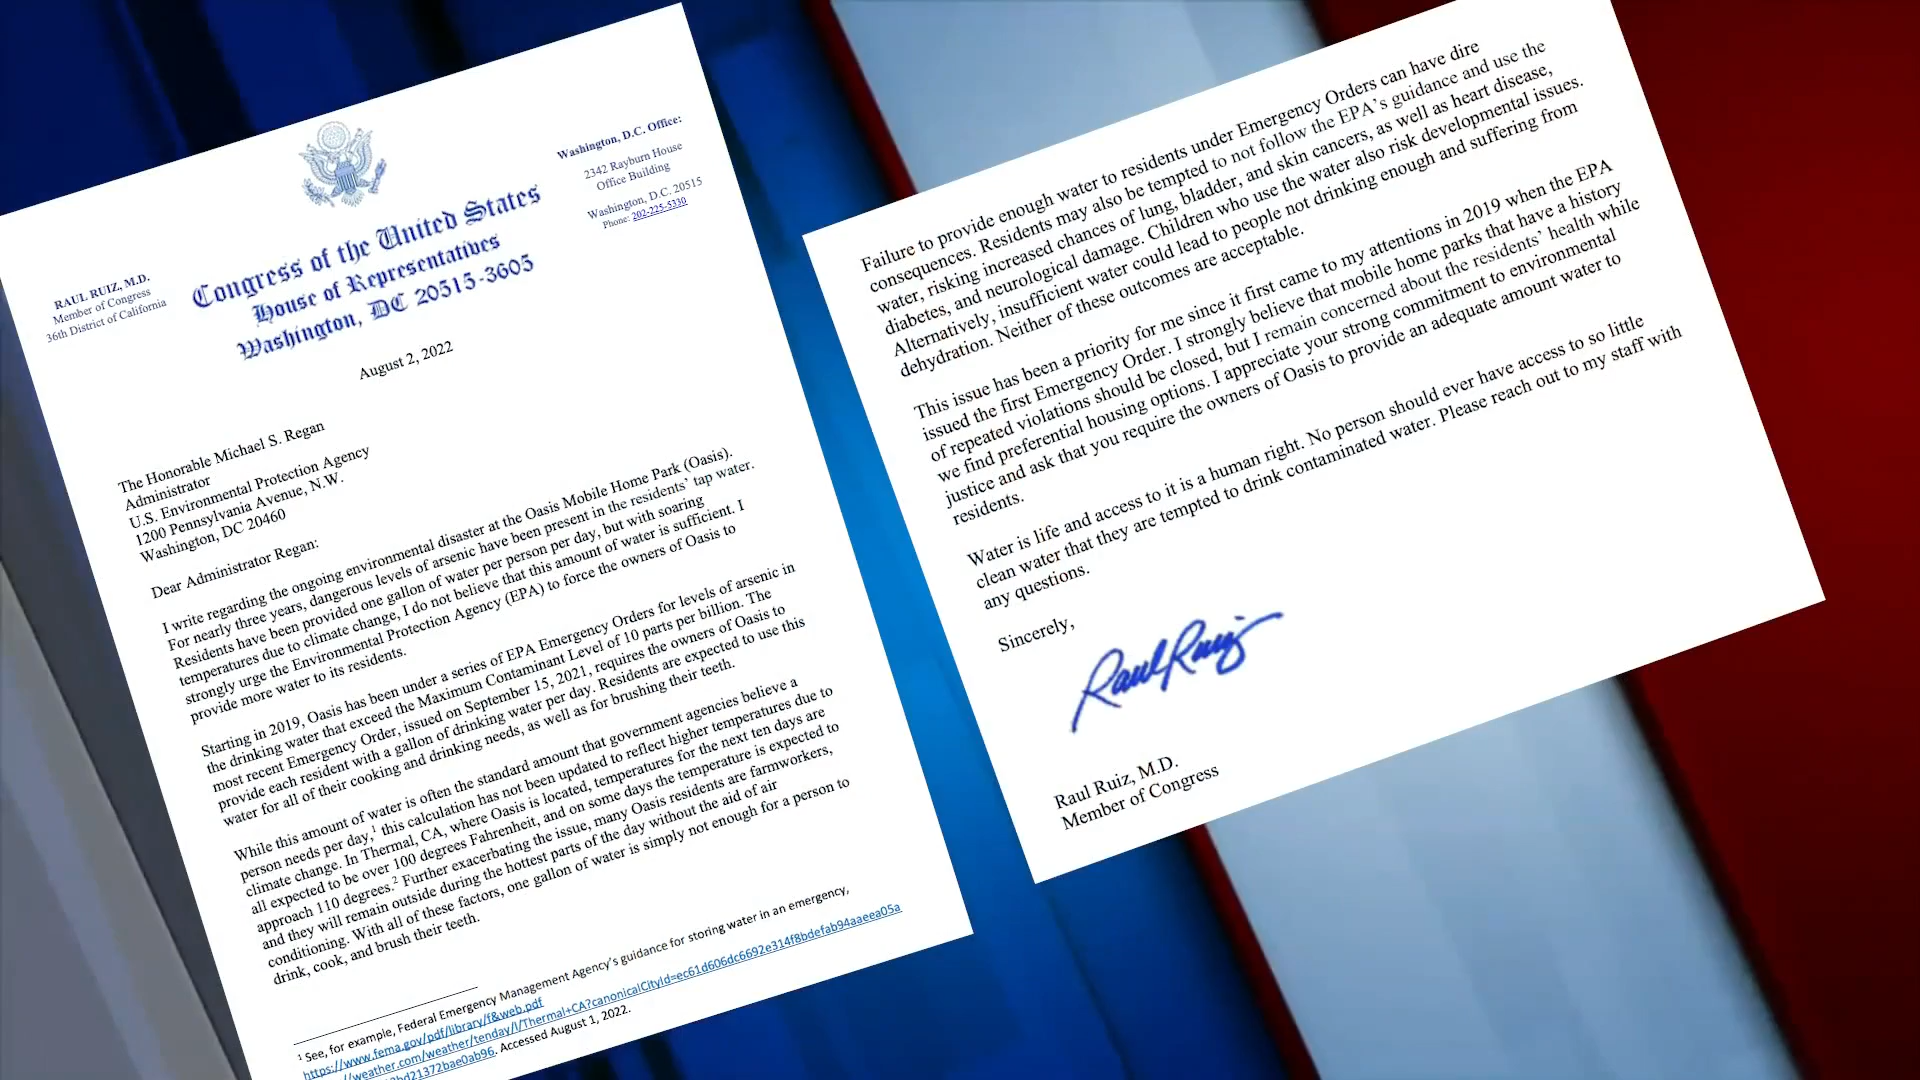 RAUL RUIZ, M.D.
Member of Congress
36th District of California
Congress of the United States
House of Representatives
Washington, DC 20515-3605
Washington, D.C. Office:
2342 Rayburn House
Office Building
Washington, D.C. 20515
Phone: 202-225-5330
August 2, 2022
The Honorable Michael S. Regan
Administrator
U.S. Environmental Protection Agency
1200 Pennsylvania Avenue, N.W.
Washington, DC 20460
Dear Administrator Regan:
I write regarding the ongoing environmental disaster at the Oasis Mobile Home Park (Oasis).
For nearly three years, dangerous levels of arsenic have been present in the residents' tap water.
Residents have been provided one gallon of water per person per day, but with soaring
temperatures due to climate change, I do not believe that this amount of water is sufficient. I
strongly urge the Environmental Protection Agency (EPA) to force the owners of Oasis to
provide more water to its residents.
Starting in 2019, Oasis has been under a series of EPA Emergency Orders for levels of arsenic in
the drinking water that exceed the Maximum Contaminant Level of 10 parts per billion. The
most recent Emergency Order, issued on September 15, 2021, requires the owners of Oasis to
provide each resident with a gallon of drinking water per day. Residents are expected to use this
water for all of their cooking and drinking needs, as well as for brushing their teeth.
While this amount of water is often the standard amount that government agencies believe a
person needs per day,1 this calculation has not been updated to reflect higher temperatures due to
climate change. In Thermal, CA, where Oasis is located, temperatures for the next ten days are
all expected to be over 100 degrees Fahrenheit, and on some days the temperature is expected to
approach 110 degrees.2 Further exacerbating the issue, many Oasis residents are farmworkers,
and they will remain outside during the hottest parts of the day without the aid of air
conditioning. With all of these factors, one gallon of water is simply not enough for a person to
drink, cook, and brush their teeth.
1 See, for example, Federal Emergency Management Agency's guidance for storing water in an emergency,
https://www.fema.gov/pdf/library/f&web.pdf
//weather.com/weather/tenday/l/Thermal+CA?canonicalCityId=ec61d606dc6692e314f8bdefab94aaeea05a
bd21372bae0ab96. Accessed August 1, 2022.
Failure to provide enough water to residents under Emergency Orders can have dire
consequences. Residents may also be tempted to not follow the EPA's guidance and use the
water, risking increased chances of lung, bladder, and skin cancers, as well as heart disease,
diabetes, and neurological damage. Children who use the water also risk developmental issues.
Alternatively, insufficient water could lead to people not drinking enough and suffering from
dehydration. Neither of these outcomes are acceptable.
This issue has been a priority for me since it first came to my attentions in 2019 when the EPA
issued the first Emergency Order. I strongly believe that mobile home parks that have a history
of repeated violations should be closed, but I remain concerned about the residents' health while
we find preferential housing options. I appreciate your strong commitment to environmental
justice and ask that you require the owners of Oasis to provide an adequate amount water to
residents.
Water is life and access to it is a human right. No person should ever have access to so little
clean water that they are tempted to drink contaminated water. Please reach out to my staff with
any questions.
Sincerely,
Raul Ruiz
Raul Ruiz, M.D.
Member of Congress